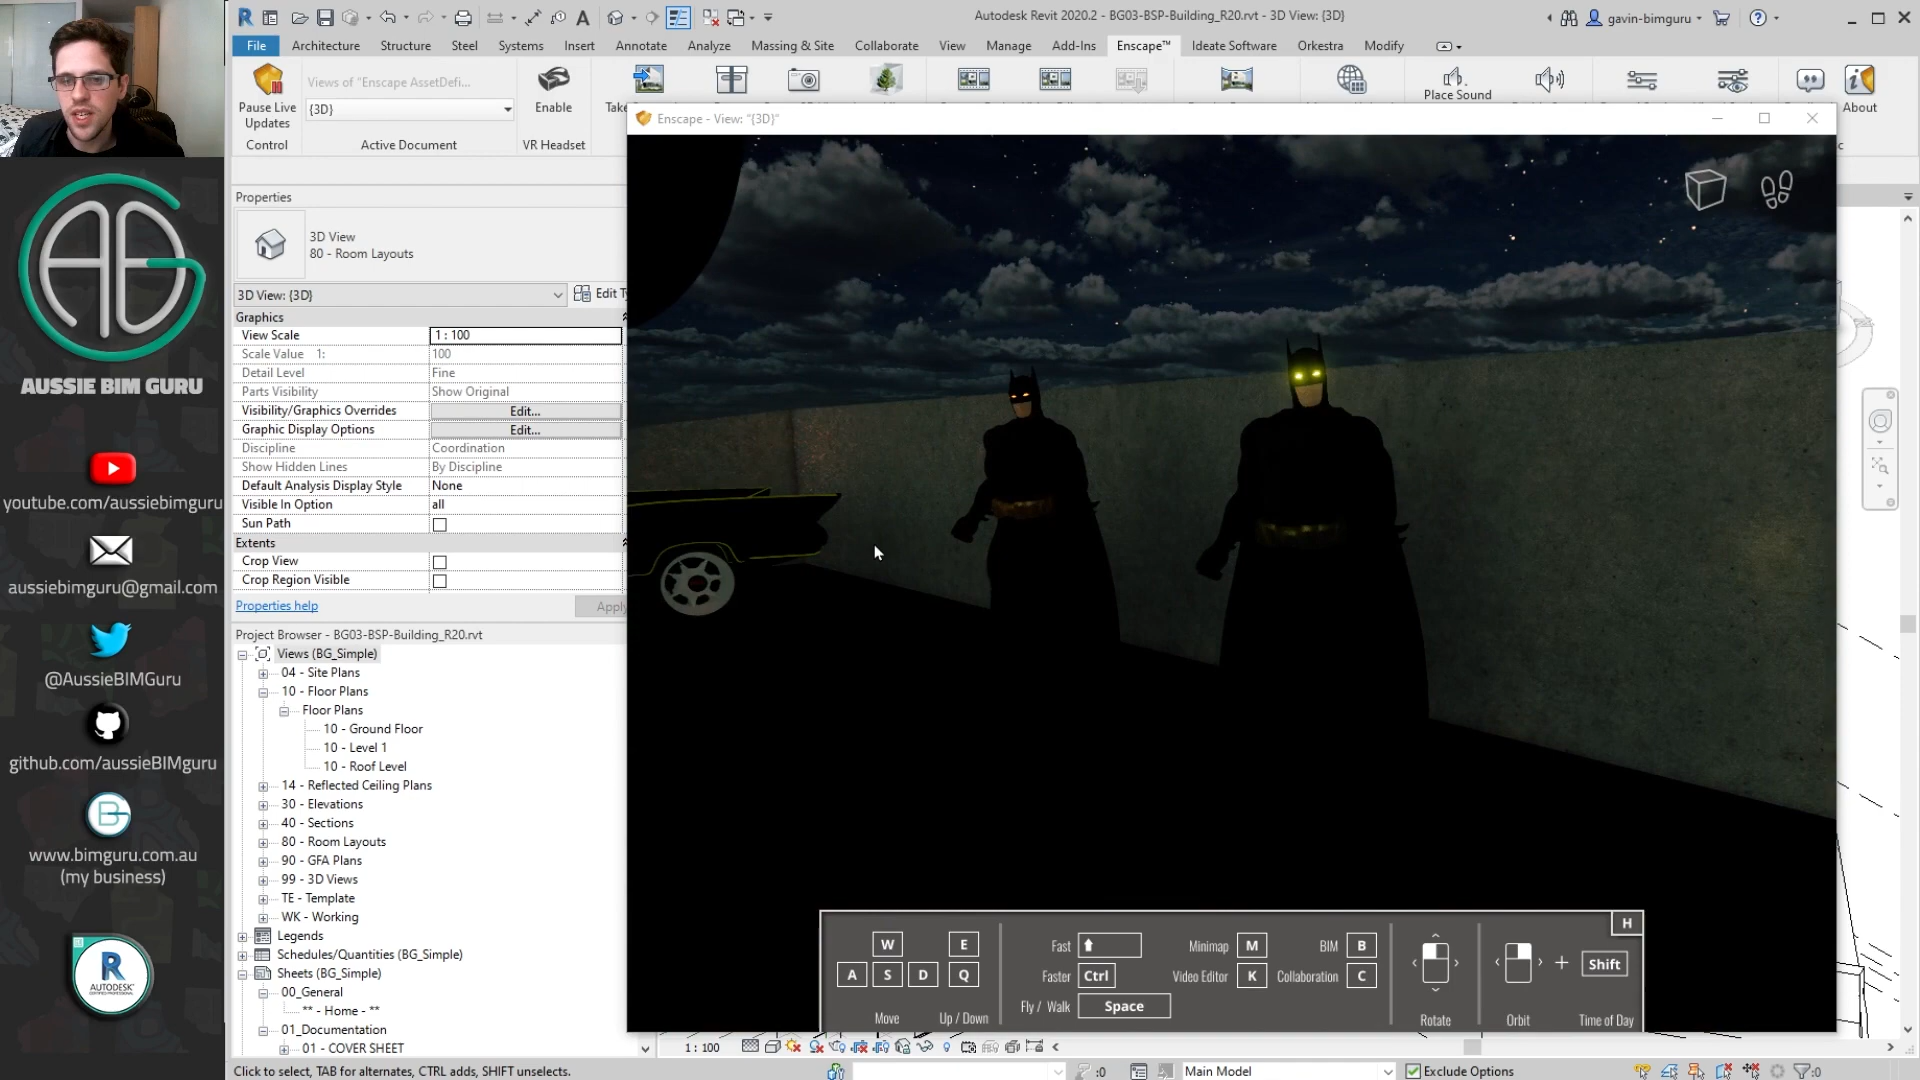 Autodesk Revit 2020.2 - BG03-BSP-Building_R20.rvt - 3D View: {3D}
gavin-bimguru
File Architecture Structure Steel Systems Insert Annotate Analyze Massing & Site Collaborate View Manage Add-Ins Enscape™ Ideate Software Orkestra Modify
Pause Live
Updates
Control
{3D}
Active Document
Enable
VR Headset
Place Sound
About
Enscape - View: "{3D}"
Properties
3D View
80 - Room Layouts
3D View: {3D}
Graphics
View Scale 1 : 100
Scale Value 1: 100
Detail Level Fine
Parts Visibility Show Original
Visibility/Graphics Overrides Edit...
Graphic Display Options Edit...
Discipline Coordination
Show Hidden Lines By Discipline
Default Analysis Display Style None
Visible In Option all
Sun Path
Extents
Crop View
Crop Region Visible
Properties help Apply
Project Browser - BG03-BSP-Building_R20.rvt
Views (BG_Simple)
04 - Site Plans
10 - Floor Plans
Floor Plans
10 - Ground Floor
10 - Level 1
10 - Roof Level
14 - Reflected Ceiling Plans
30 - Elevations
40 - Sections
80 - Room Layouts
90 - GFA Plans
99 - 3D Views
TE - Template
WK - Working
Legends
Schedules/Quantities (BG_Simple)
Sheets (BG_Simple)
00_General
** - Home - **
01_Documentation
01 - COVER SHEET
Click to select, TAB for alternates, CTRL adds, SHIFT unselects.
1 : 100
:0
Main Model
Exclude Options
:0
H
W E
A S D Q
Move Up / Down
Fast
Faster Ctrl
Fly / Walk Space
Minimap M
Video Editor K
BIM B
Collaboration C
Rotate
Orbit
+ Shift
Time of Day
AUSSIE BIM GURU
youtube.com/aussiebimguru
aussiebimguru@gmail.com
@AussieBIMGuru
github.com/aussieBIMguru
www.bimguru.com.au
(my business)
R
AUTODESK